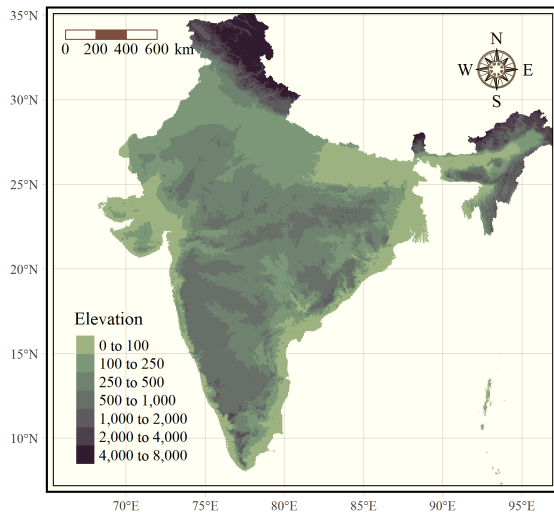 35°N
0 200 400 600 km
N
W E
S
30°N
25°N
20°N
15°N
10°N
Elevation
0 to 100
100 to 250
250 to 500
500 to 1,000
1,000 to 2,000
2,000 to 4,000
4,000 to 8,000
70°E 75°E 80°E 85°E 90°E 95°E